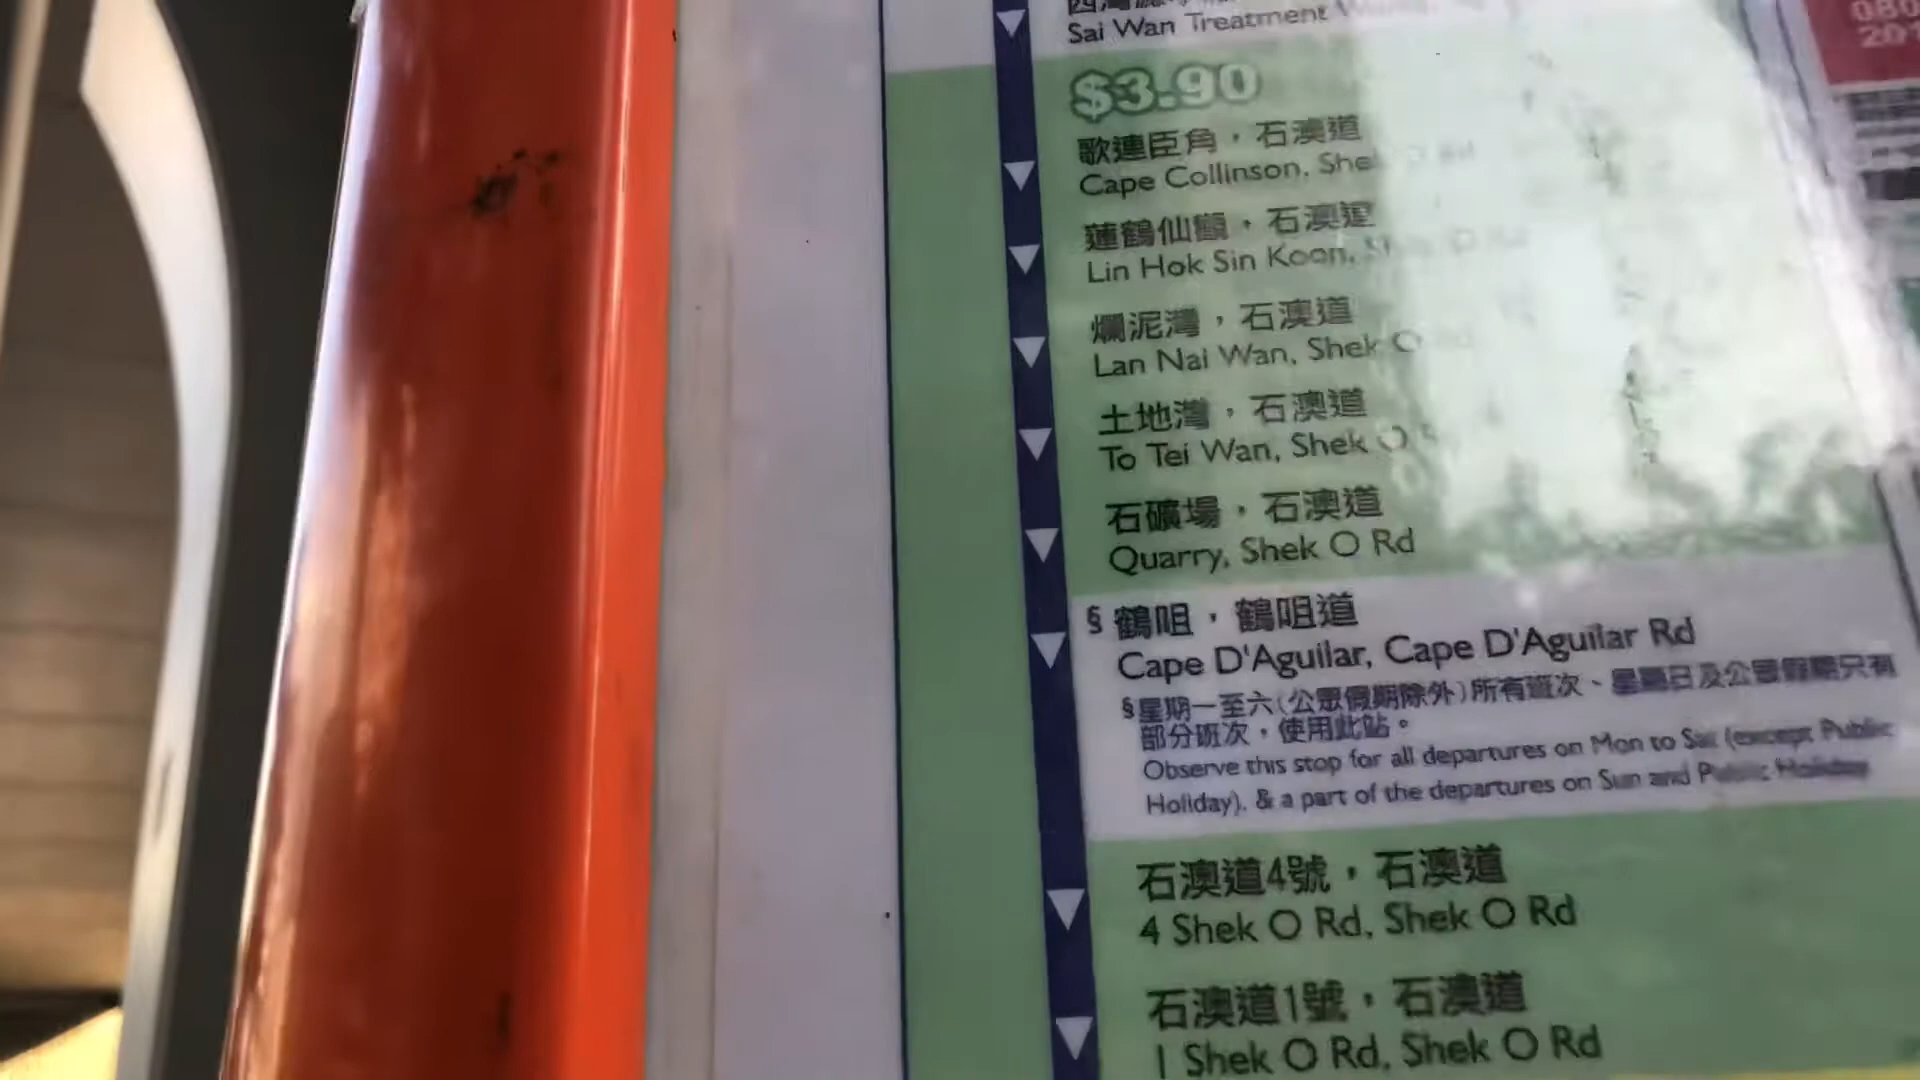 Sai Wan Treatment
$3.90
歌連臣角，石澳道
Cape Collinson, Shek
蓮鶴仙觀，石澳道
Lin Hok Sin Koon,
爛泥灣，石澳道
Lan Nai Wan, Shek O
土地灣，石澳道
To Tei Wan, Shek O
石礦場，石澳道
Quarry, Shek O Rd
§ 鶴咀，鶴咀道
Cape D'Aguilar, Cape D'Aguilar Rd
§星期一至六(公眾假期除外)所有班次、星期日及公眾假期只有
部分班次，使用此站。
Observe this stop for all departures on Mon to Sat (except Public
Holiday), & a part of the departures on Sun and Public Holiday
石澳道4號，石澳道
4 Shek O Rd, Shek O Rd
石澳道1號，石澳道
1 Shek O Rd, Shek O Rd